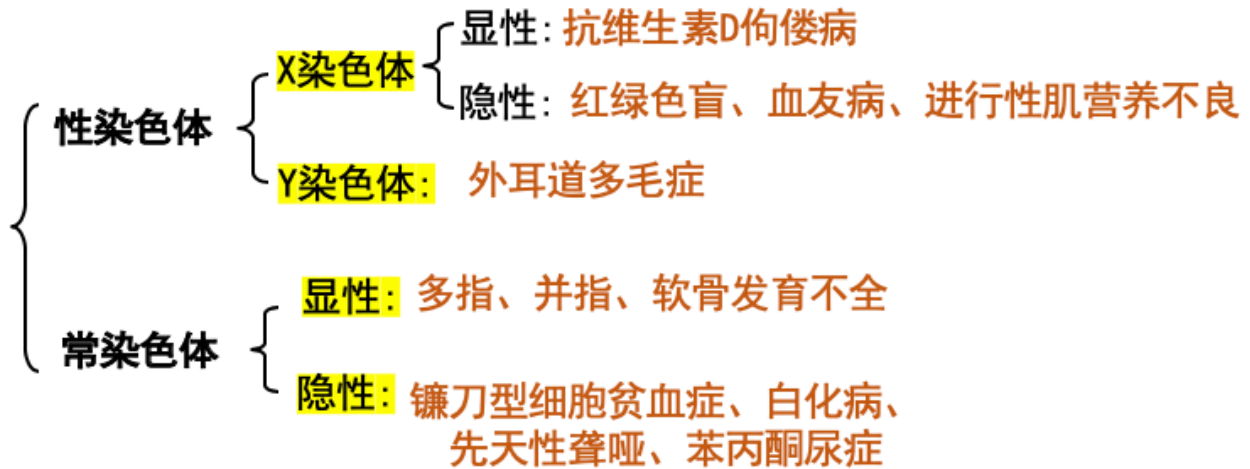 显性: 抗维生素D佝偻病
X染色体
隐性: 红绿色盲、血友病、进行性肌营养不良
性染色体
Y染色体: 外耳道多毛症
显性: 多指、并指、软骨发育不全
常染色体
隐性: 镰刀型细胞贫血症、白化病、
先天性聋哑、苯丙酮尿症